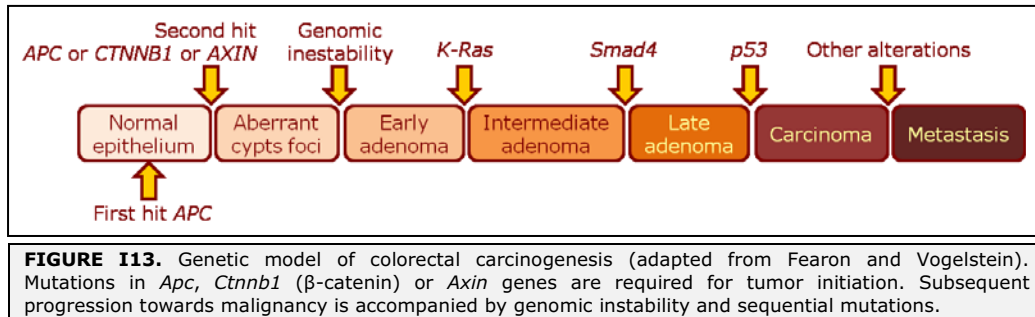 Second hit
APC or CTNNB1 or AXIN
Genomic
inestability
K-Ras
Smad4
p53
Other alterations
Normal
epithelium
Aberrant
cypts foci
Early
adenoma
Intermediate
adenoma
Late
adenoma
Carcinoma
Metastasis
First hit APC
FIGURE I13. Genetic model of colorectal carcinogenesis (adapted from Fearon and Vogelstein).
Mutations in Apc, Ctnnb1 (β-catenin) or Axin genes are required for tumor initiation. Subsequent
progression towards malignancy is accompanied by genomic instability and sequential mutations.